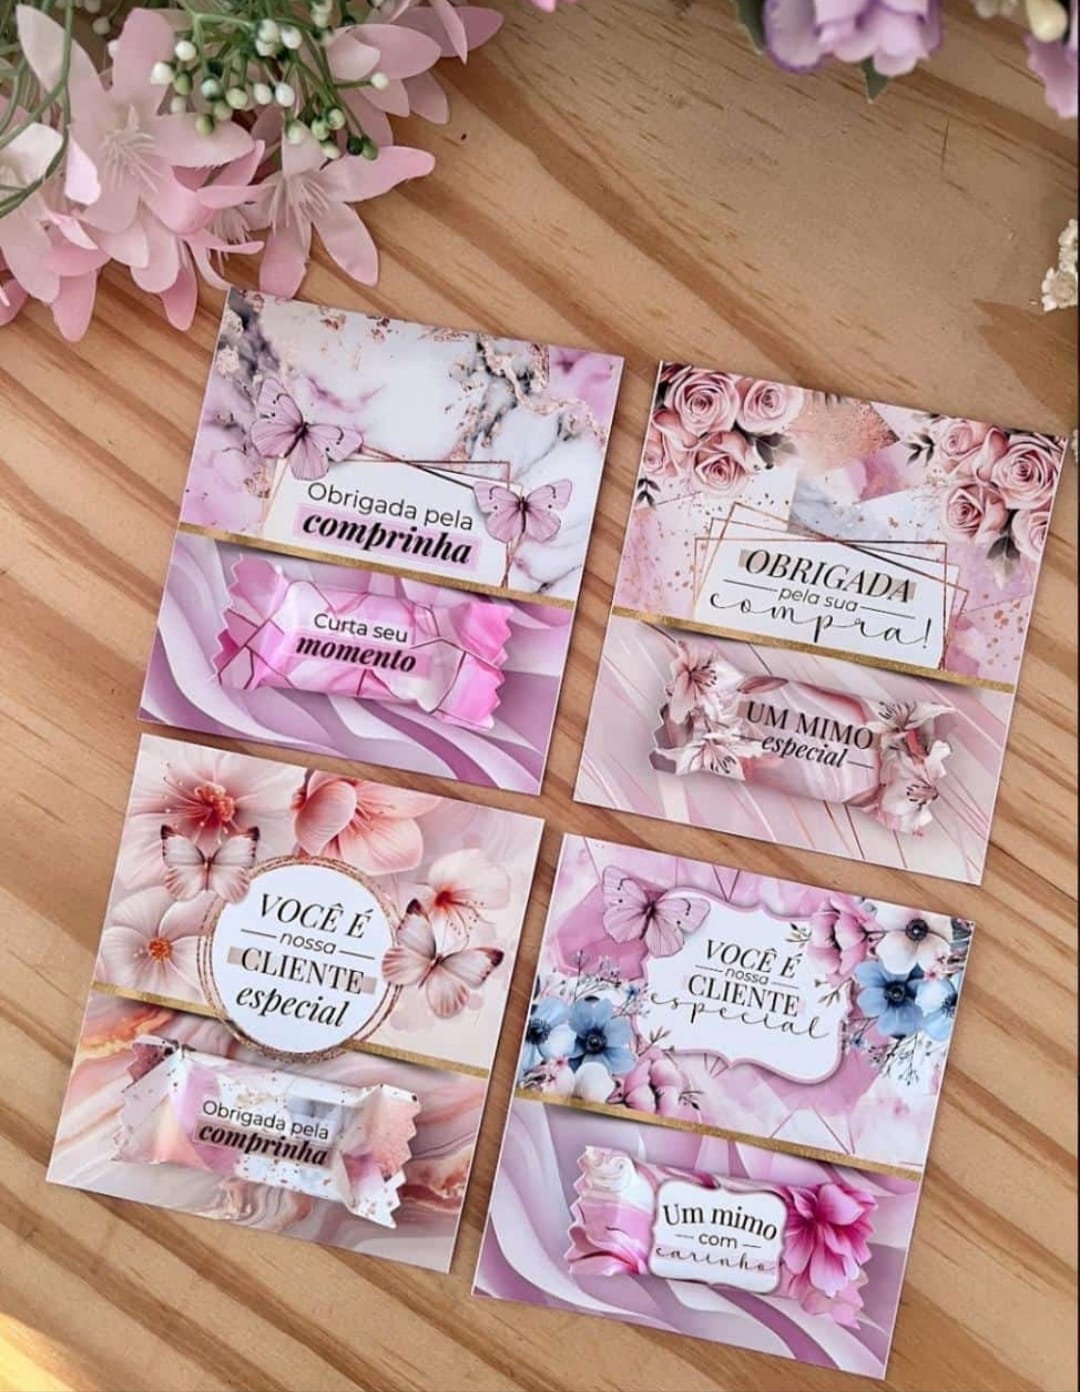 Obrigada pela
comprinha
Curta seu
momento
OBRIGADA
pela sua
compra!
UM MIMO
especial
VOCÊ É
nossa
CLIENTE
especial
Obrigada pela
comprinha
VOCÊ É
nossa
CLIENTE
especial
Um mimo
com
carinho